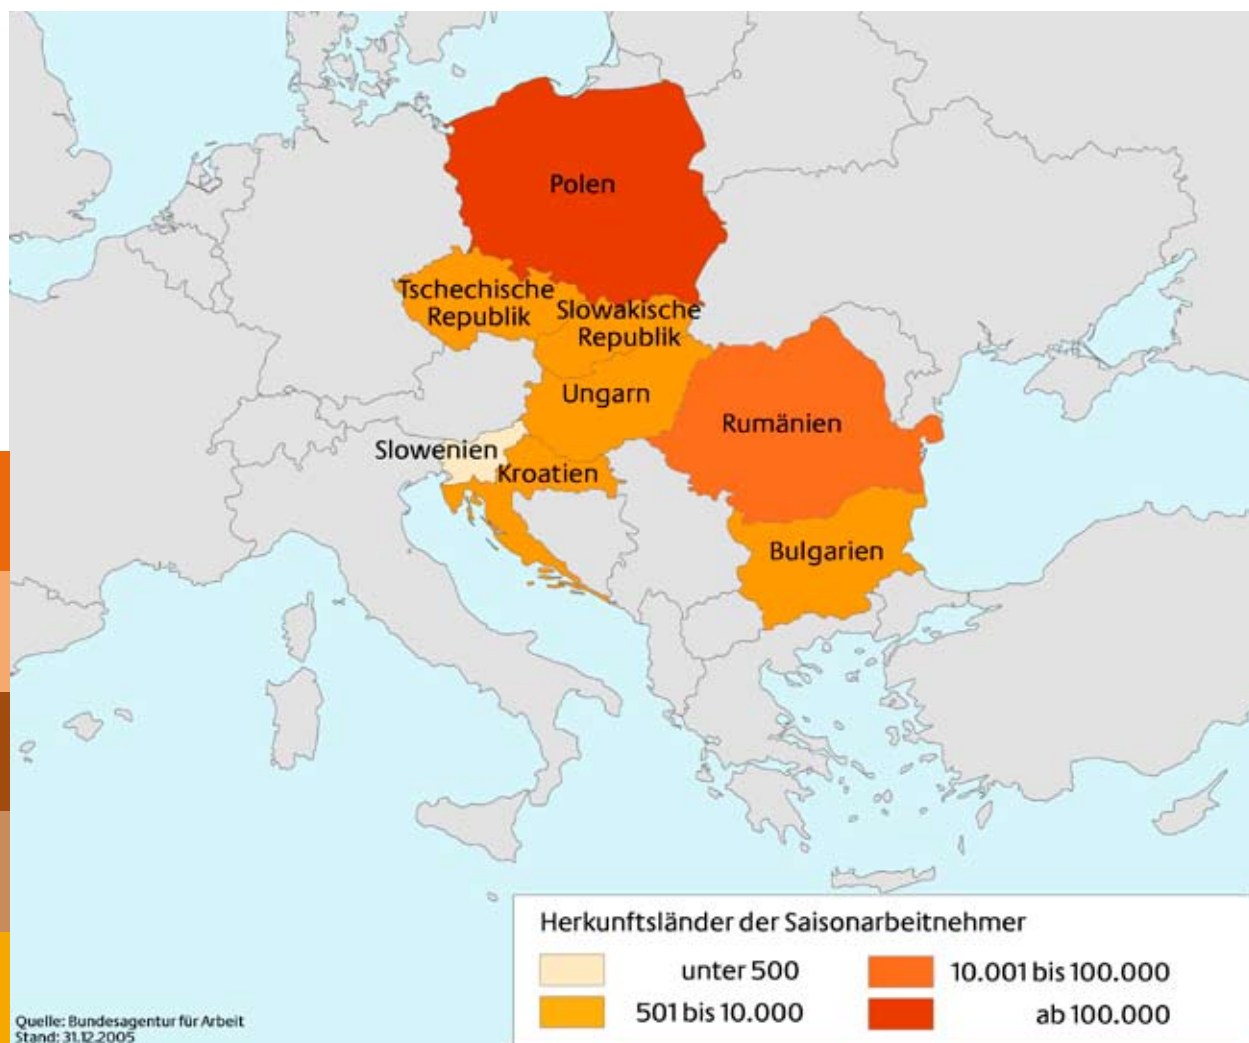 Polen
Tschechische
Republik
Slowakische
Republik
Ungarn
Rumänien
Slowenien
Kroatien
Bulgarien
Herkunftsländer der Saisonarbeitnehmer
unter 500
10.001 bis 100.000
501 bis 10.000
ab 100.000
Quelle: Bundesagentur für Arbeit
Stand: 31.12.2005